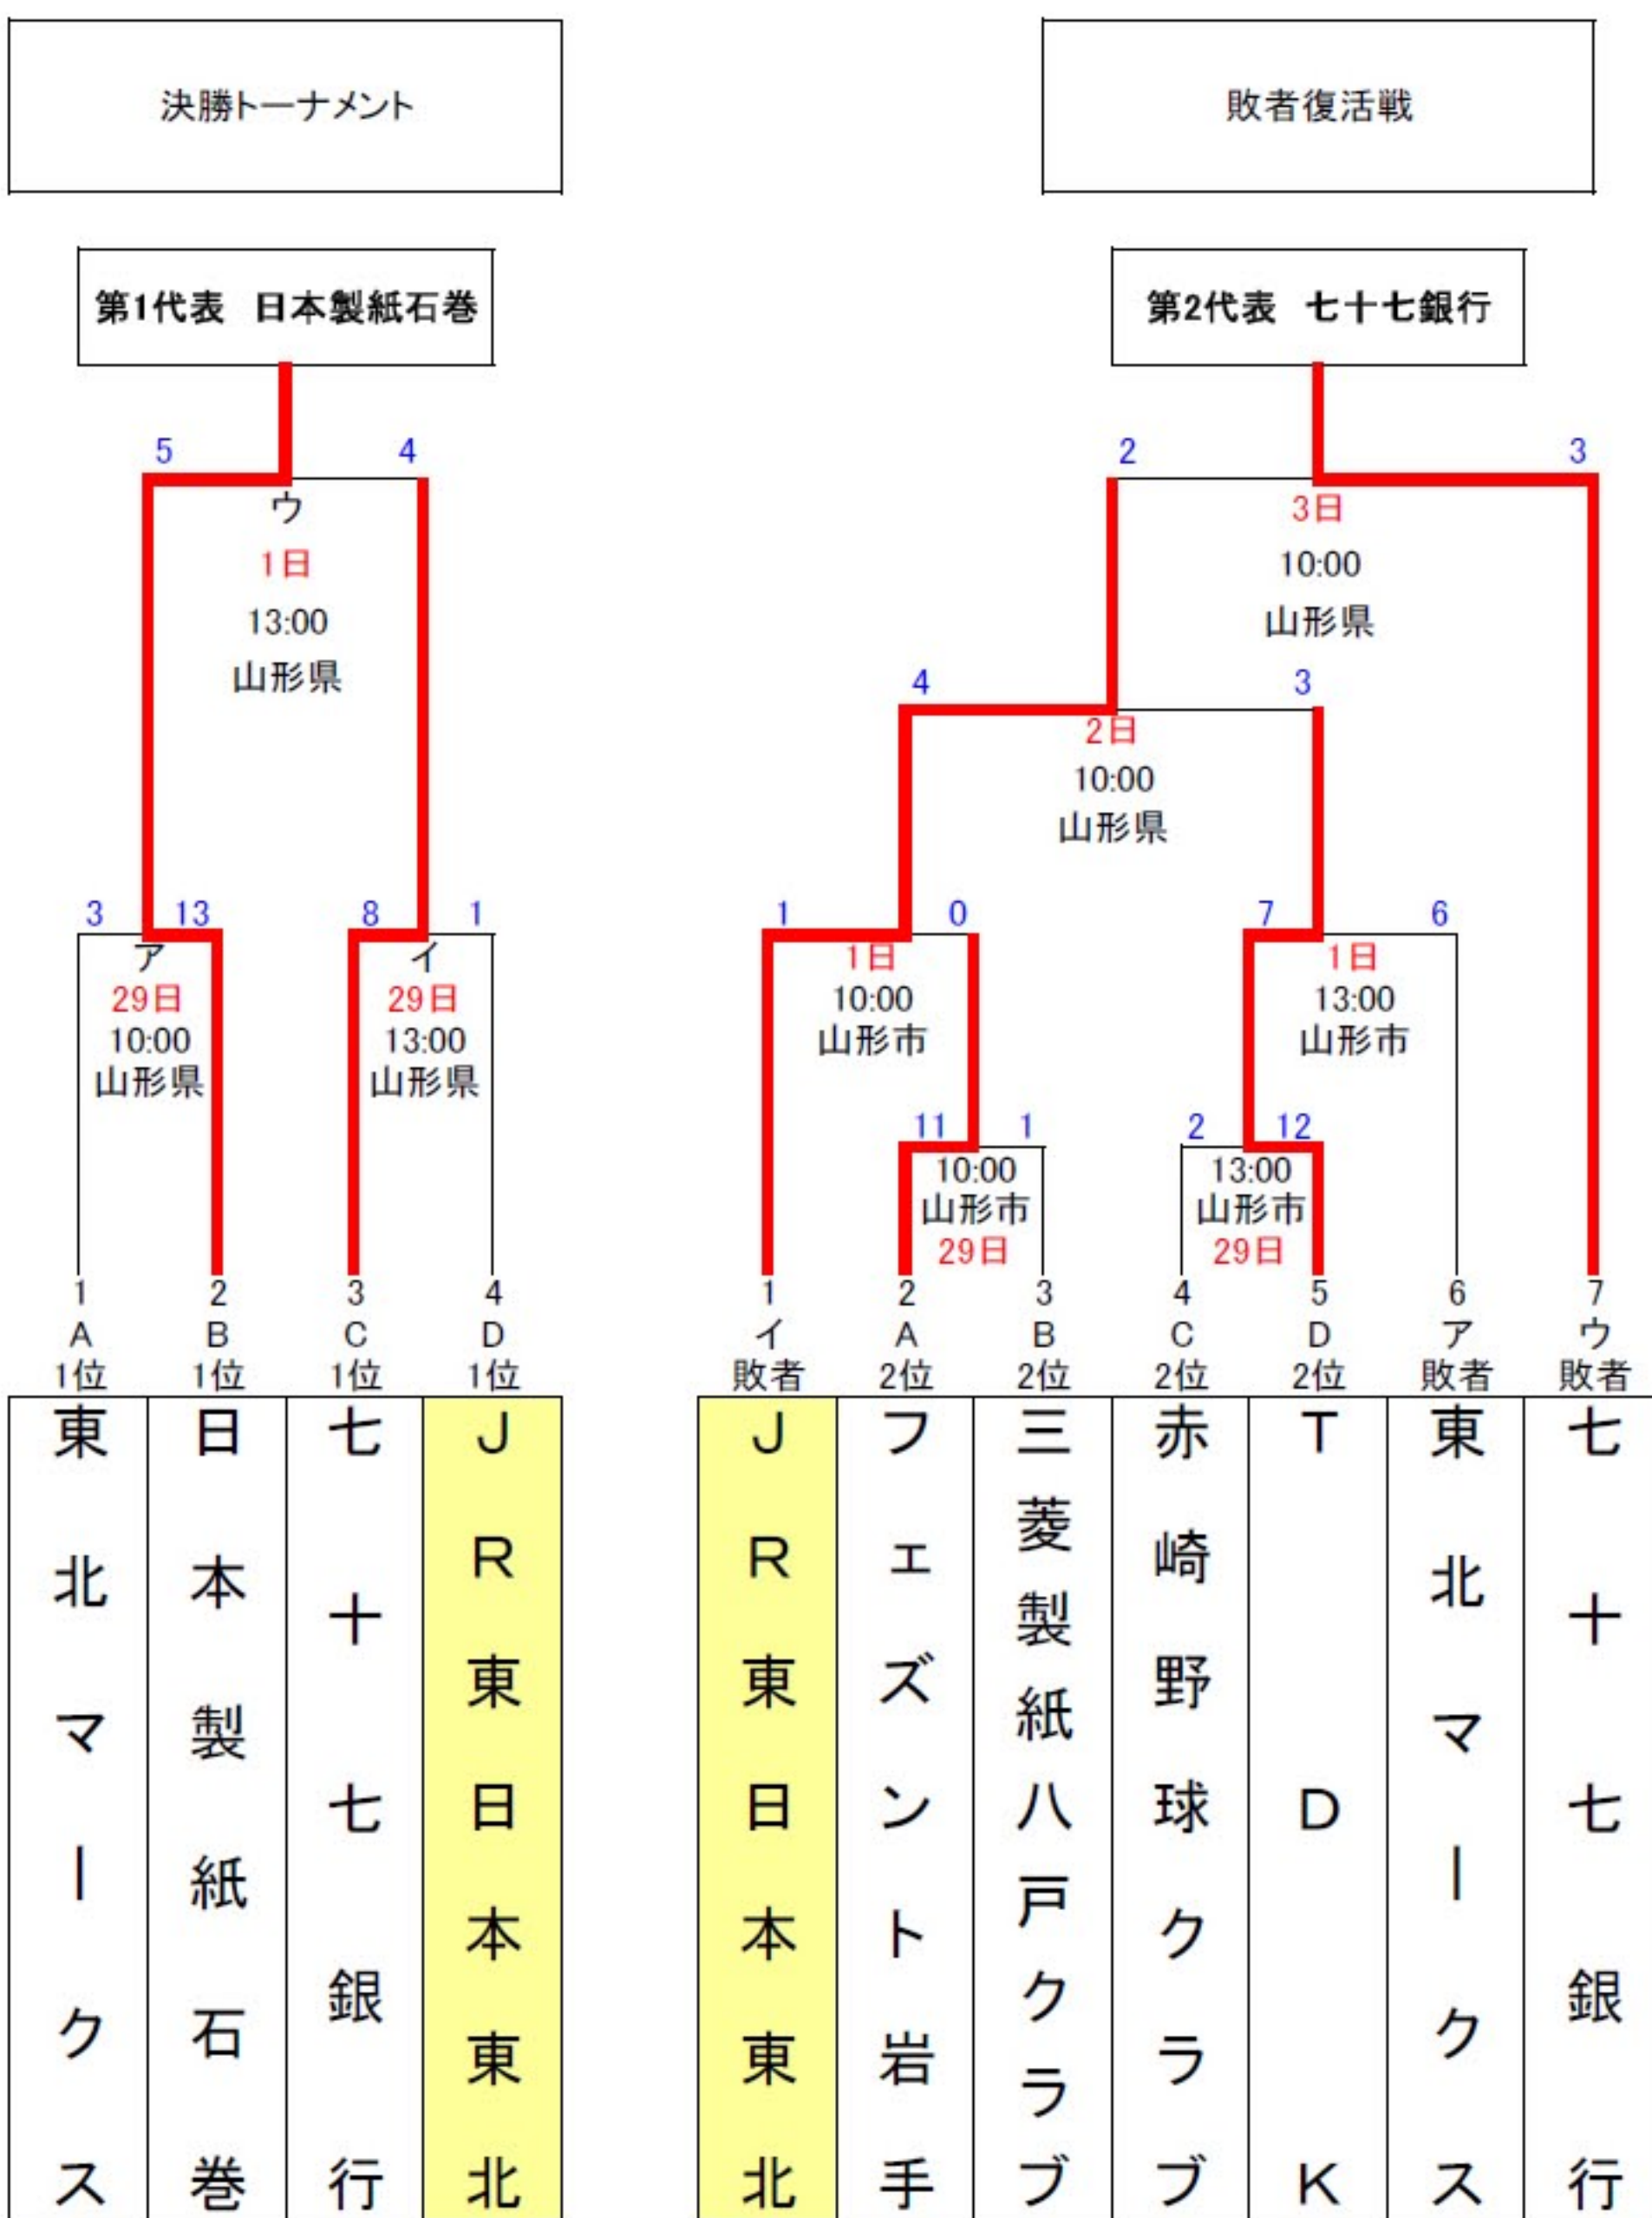 決勝トーナメント
敗者復活戦
第1代表　日本製紙石巻
第2代表　七十七銀行
5
4
ウ
1日
13:00
山形県
3
13
ア
29日
10:00
山形県
8
1
イ
29日
13:00
山形県
2
3
3日
10:00
山形県
4
3
2日
10:00
山形県
1
0
1日
10:00
山形市
7
6
1日
13:00
山形市
11
1
10:00
山形市
29日
2
12
13:00
山形市
29日
1
A
1位
東北マークス
2
B
1位
日本製紙石巻
3
C
1位
七十七銀行
4
D
1位
JR東日本東北
1
イ
敗者
JR東日本東北
2
A
2位
フェズント岩手
3
B
2位
三菱製紙八戸クラブ
4
C
2位
赤崎野球クラブ
5
D
2位
TDK
6
ア
敗者
東北マークス
7
ウ
敗者
七十七銀行